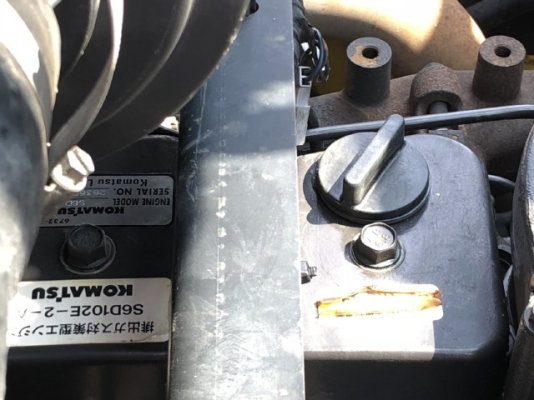 排出ガス対策型エンジ
S6D102E-2-A
KOMATSU
6733
KOMATSU
ENGINE MODEL
SERIAL NO.
Komatsu L